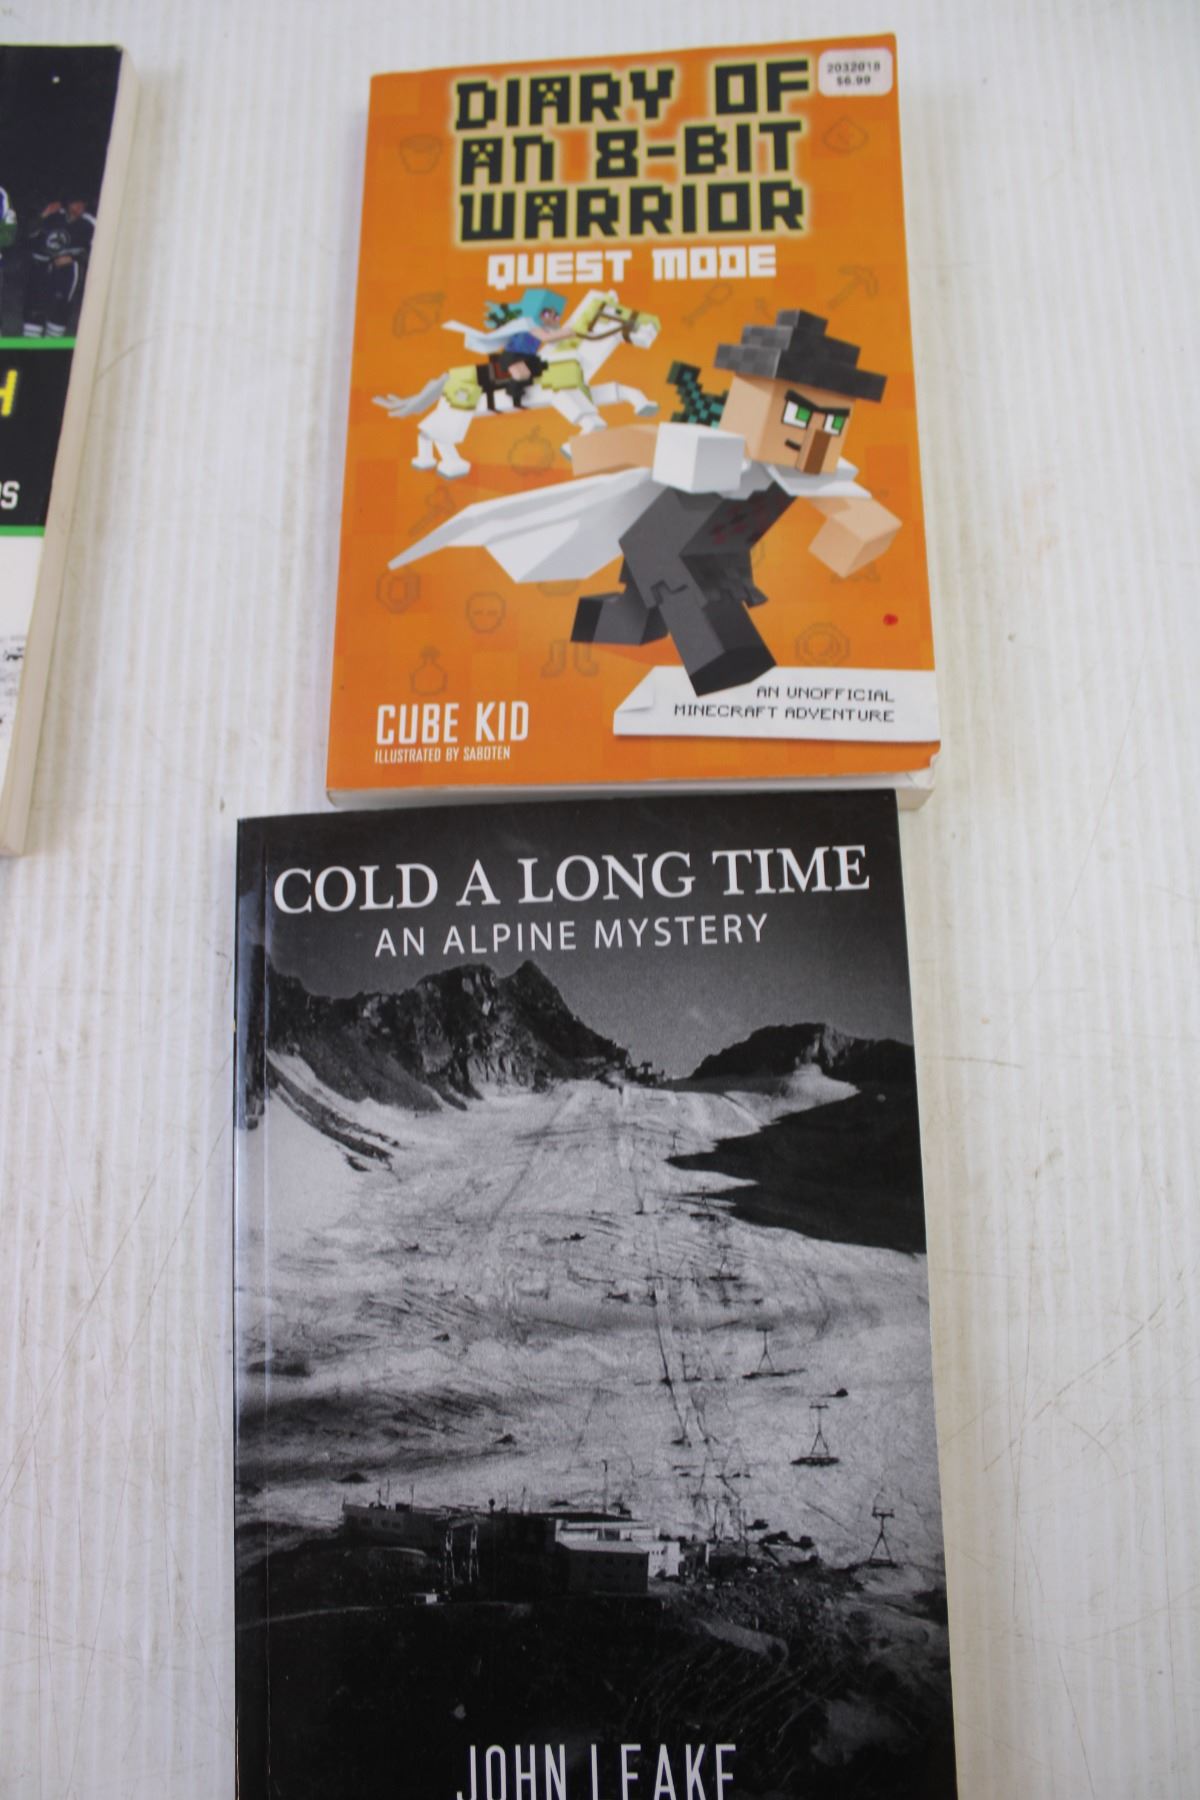 2032018
$6.99
DIARY OF
AN 8-BIT
WARRIOR
QUEST MODE
AN UNOFFICIAL
MINECRAFT ADVENTURE
CUBE KID
ILLUSTRATED BY SABOTEN
COLD A LONG TIME
AN ALPINE MYSTERY
JOHN LEAKE